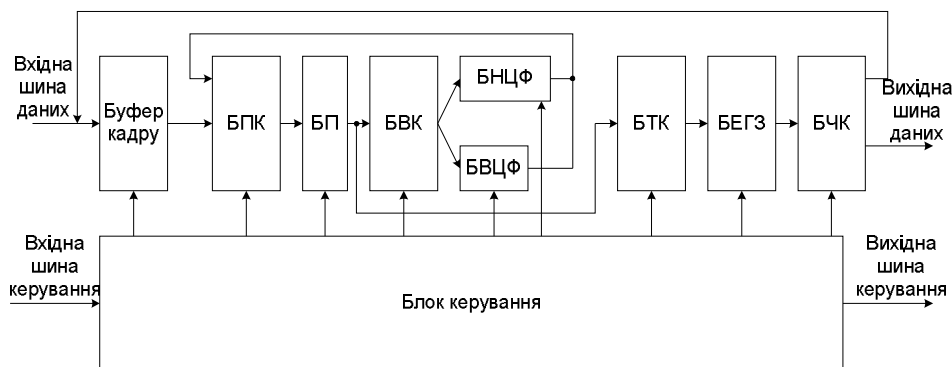 Вхідна
шина
даних
Буфер
кадру
БПК
БП
БВК
БНЦФ
БВЦФ
БТК
БЕГЗ
БЧК
Вихідна
шина
даних
Вхідна
шина
керування
Блок керування
Вихідна
шина
керування